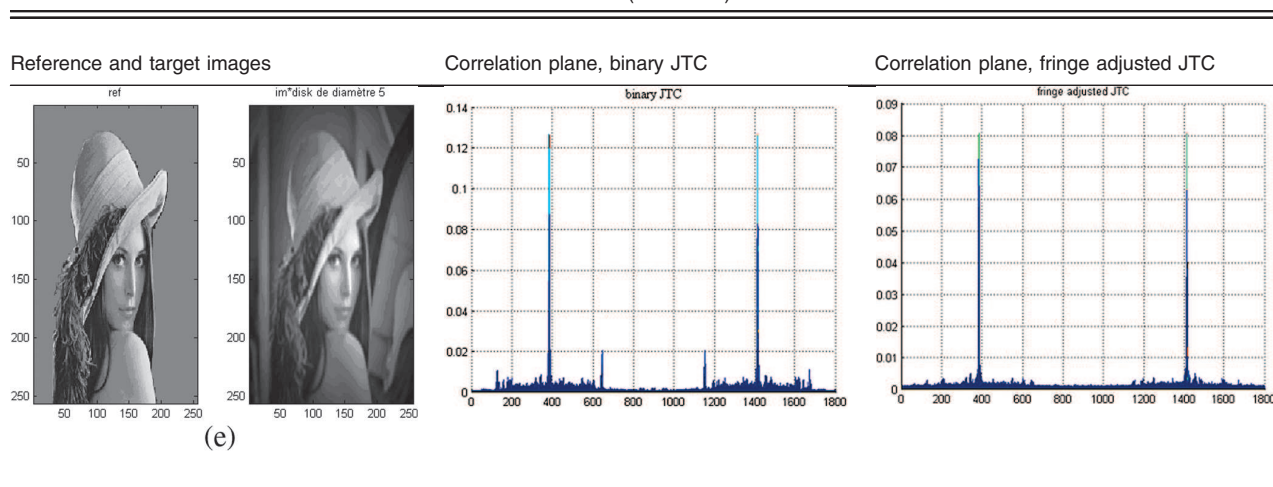 Reference and target images
Correlation plane, binary JTC
Correlation plane, fringe adjusted JTC
ref
im*disk de diamètre 5
binary JTC
fringe adjusted JTC
50
100
150
200
250
50 100 150 200 250
50
100
150
200
250
50 100 150 200 250
0.14
0.12
0.1
0.08
0.06
0.04
0.02
0
0 200 400 600 800 1000 1200 1400 1600 1800
0.09
0.08
0.07
0.06
0.05
0.04
0.03
0.02
0.01
0
0 200 400 600 800 1000 1200 1400 1600 1800
(e)